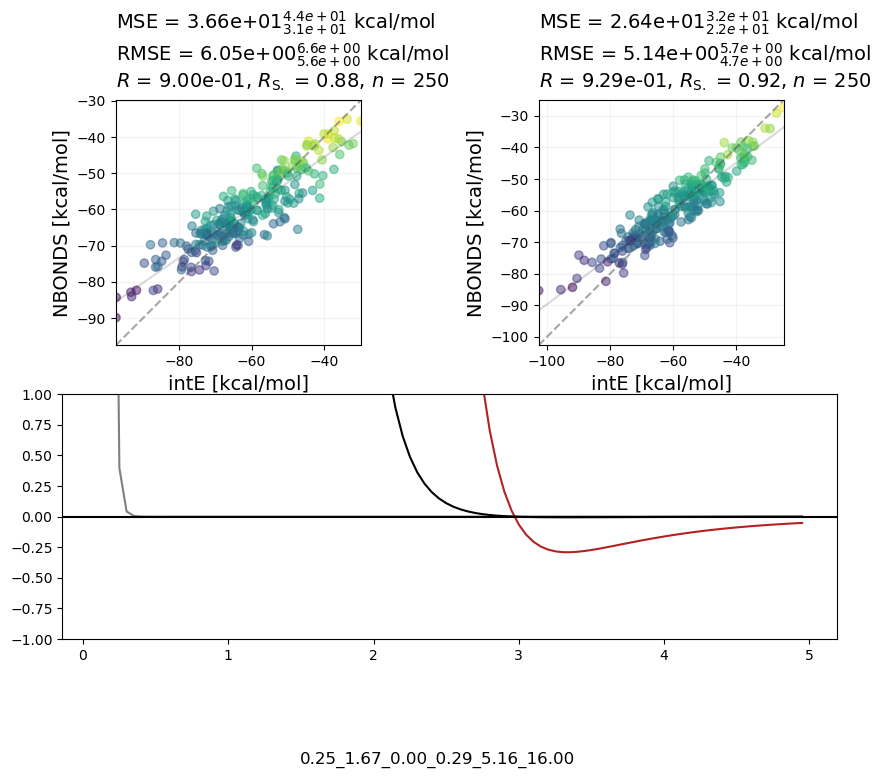 MSE = 3.66e+01 4.4e+01 3.1e+01 kcal/mol
RMSE = 6.05e+00 6.6e+00 5.6e+00 kcal/mol
R = 9.00e-01, R S. = 0.88, n = 250
−30
−40
−50
−60
−70
−80
−90
NBONDS [kcal/mol]
−80 −60 −40
intE [kcal/mol]
MSE = 2.64e+01 3.2e+01 2.2e+01 kcal/mol
RMSE = 5.14e+00 5.7e+00 4.7e+00 kcal/mol
R = 9.29e-01, R S. = 0.92, n = 250
−30
−40
−50
−60
−70
−80
−90
−100
NBONDS [kcal/mol]
−100 −80 −60 −40
intE [kcal/mol]
1.00
0.75
0.50
0.25
0.00
−0.25
−0.50
−0.75
−1.00
0 1 2 3 4 5
0.25_1.67_0.00_0.29_5.16_16.00